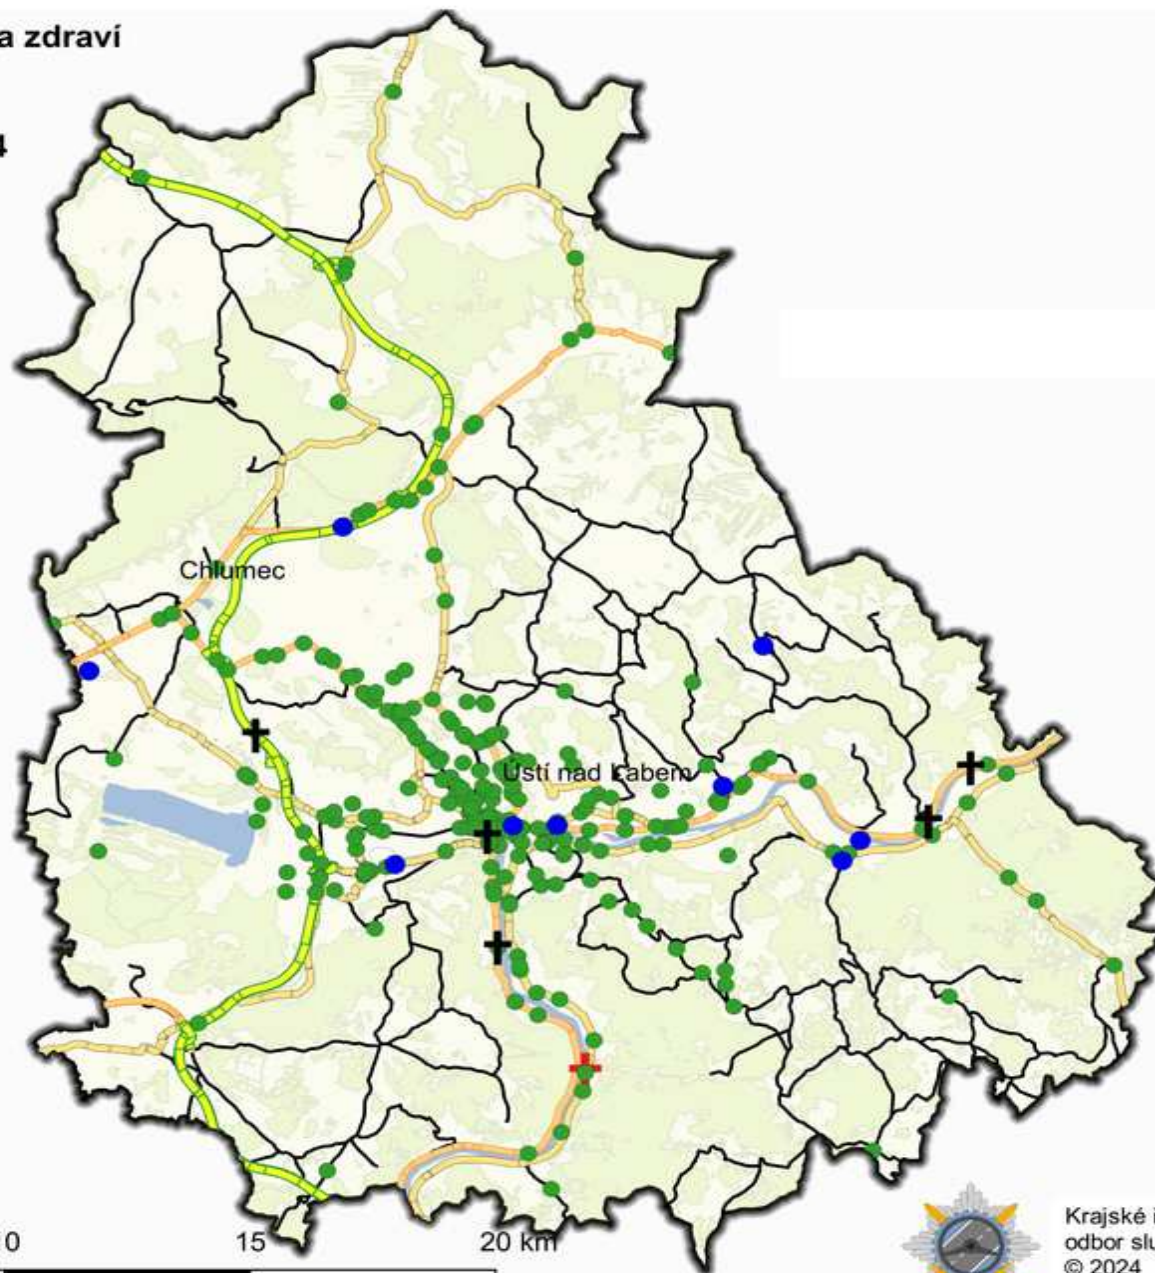 a zdraví
4
Chlumec
Ústí nad Labem
0 15 20 km
Krajské
odbor slu
© 2024